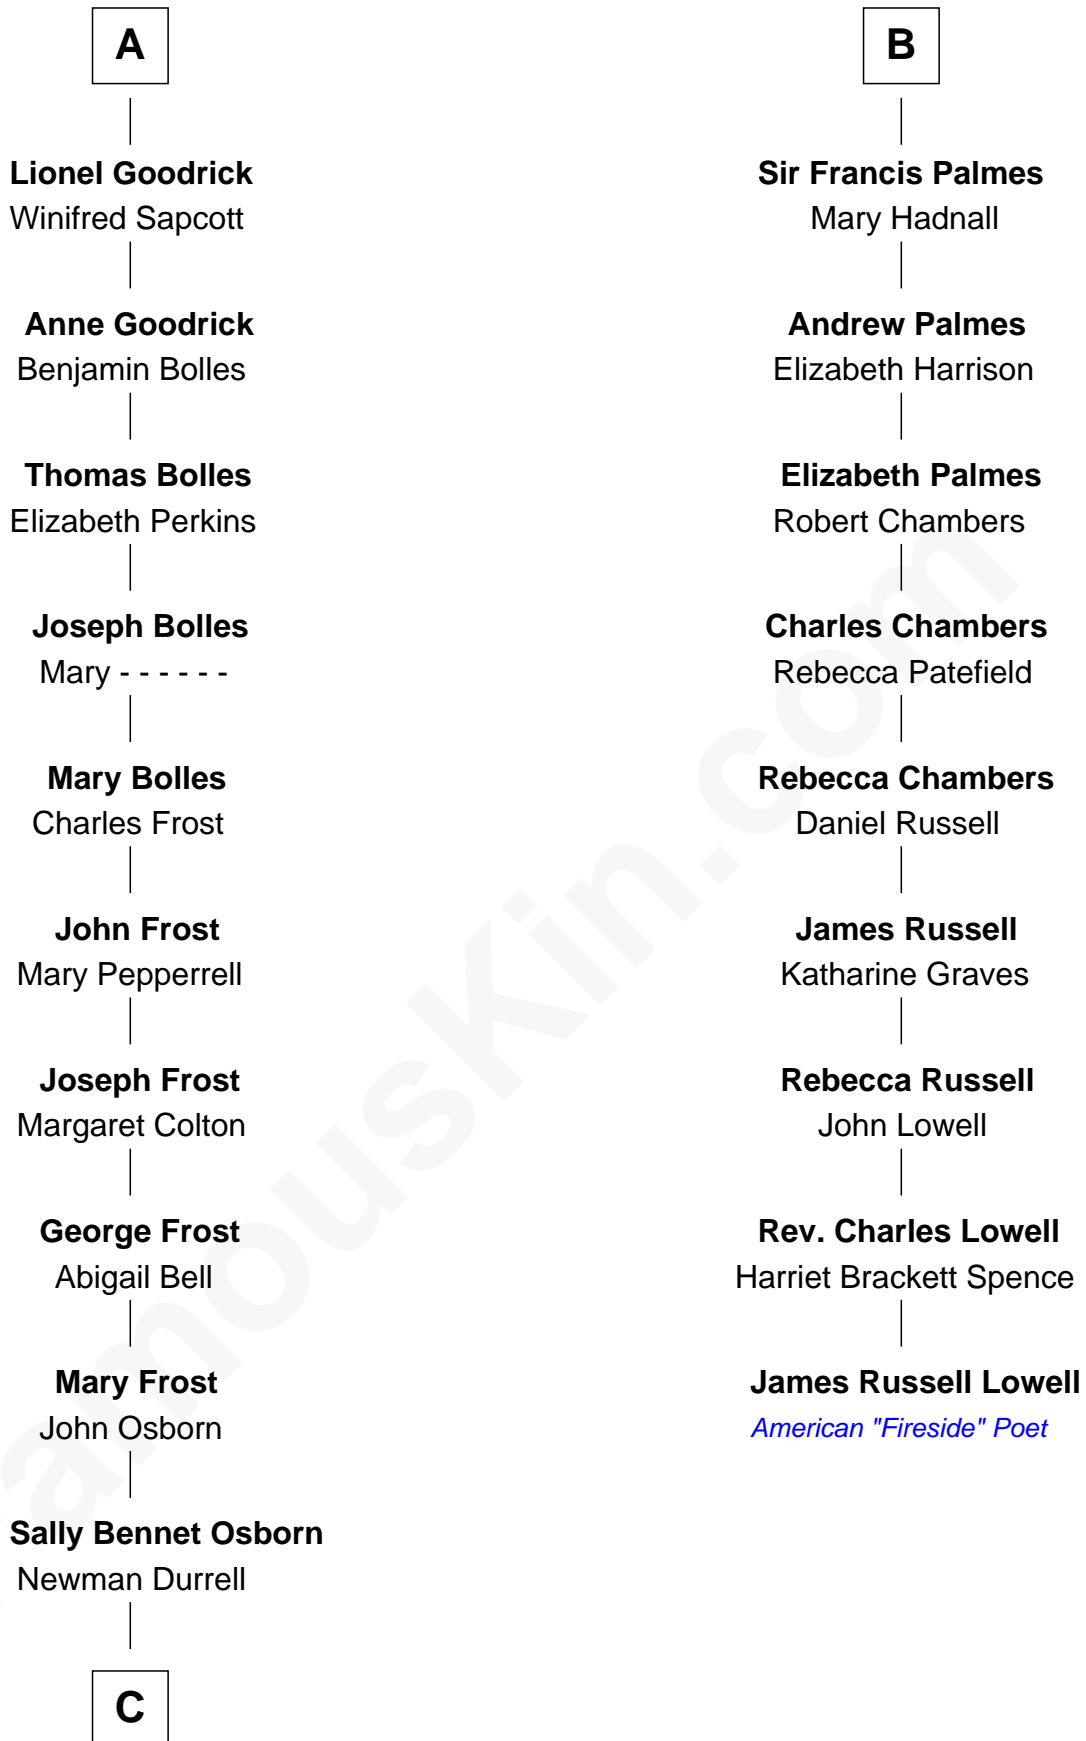 A
Lionel Goodrick
Winifred Sapcott
Anne Goodrick
Benjamin Bolles
Thomas Bolles
Elizabeth Perkins
Joseph Bolles
Mary - - - - - -
Mary Bolles
Charles Frost
John Frost
Mary Pepperrell
Joseph Frost
Margaret Colton
George Frost
Abigail Bell
Mary Frost
John Osborn
Sally Bennet Osborn
Newman Durrell
C
B
Sir Francis Palmes
Mary Hadnall
Andrew Palmes
Elizabeth Harrison
Elizabeth Palmes
Robert Chambers
Charles Chambers
Rebecca Patefield
Rebecca Chambers
Daniel Russell
James Russell
Katharine Graves
Rebecca Russell
John Lowell
Rev. Charles Lowell
Harriet Brackett Spence
James Russell Lowell
American "Fireside" Poet
amouskin.com